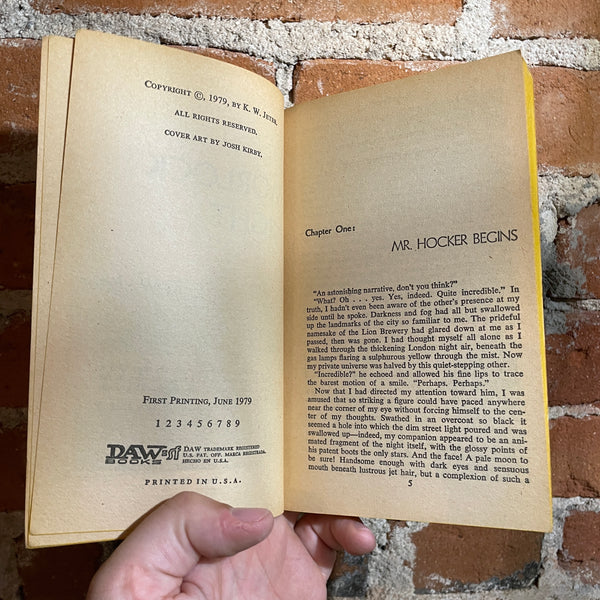 COPYRIGHT ©, 1979, BY K. W. JETER.
ALL RIGHTS RESERVED.
COVER ART BY JOSH KIRBY.
FIRST PRINTING, JUNE 1979
1 2 3 4 5 6 7 8 9
DAW sf
BOOKS
DAW TRADEMARK REGISTERED
U.S. PAT. OFF. MARCA REGISTRADA.
HECHO EN U.S.A.
PRINTED IN U.S.A.
Chapter One:
MR. HOCKER BEGINS
"An astonishing narrative, don't you think?"
"What? Oh . . . yes. Yes, indeed. Quite incredible." In
truth, I hadn't even been aware of the other's presence at my
side until he spoke. Darkness and fog had all but swallowed
up the landmarks of the city so familiar to me. The prideful
namesake of the Lion Brewery had glared down at me as I
passed, then was gone. I had thought myself all alone as I
walked through the thickening London night air, beneath the
gas lamps flaring a sulphurous yellow through the mist. Now
my private universe was halved by this quiet-stepping other.
"Incredible?" he echoed and allowed his fine lips to trace
the barest motion of a smile. "Perhaps. Perhaps."
Now that I had directed my attention toward him, I was
amused that so striking a figure could have paced anywhere
near the corner of my eye without forcing himself to the cen-
ter of my thoughts. Swathed in an overcoat so black it
seemed a hole into which the dim street light poured and was
swallowed up—indeed, my companion appeared to be an ani-
mated fragment of the night itself, with the glossy points of
his patent boots the only stars. And the face! A pale moon to
be sure! Handsome enough with dark eyes and sensuous
mouth beneath lustrous jet hair, but a complexion of such a
5